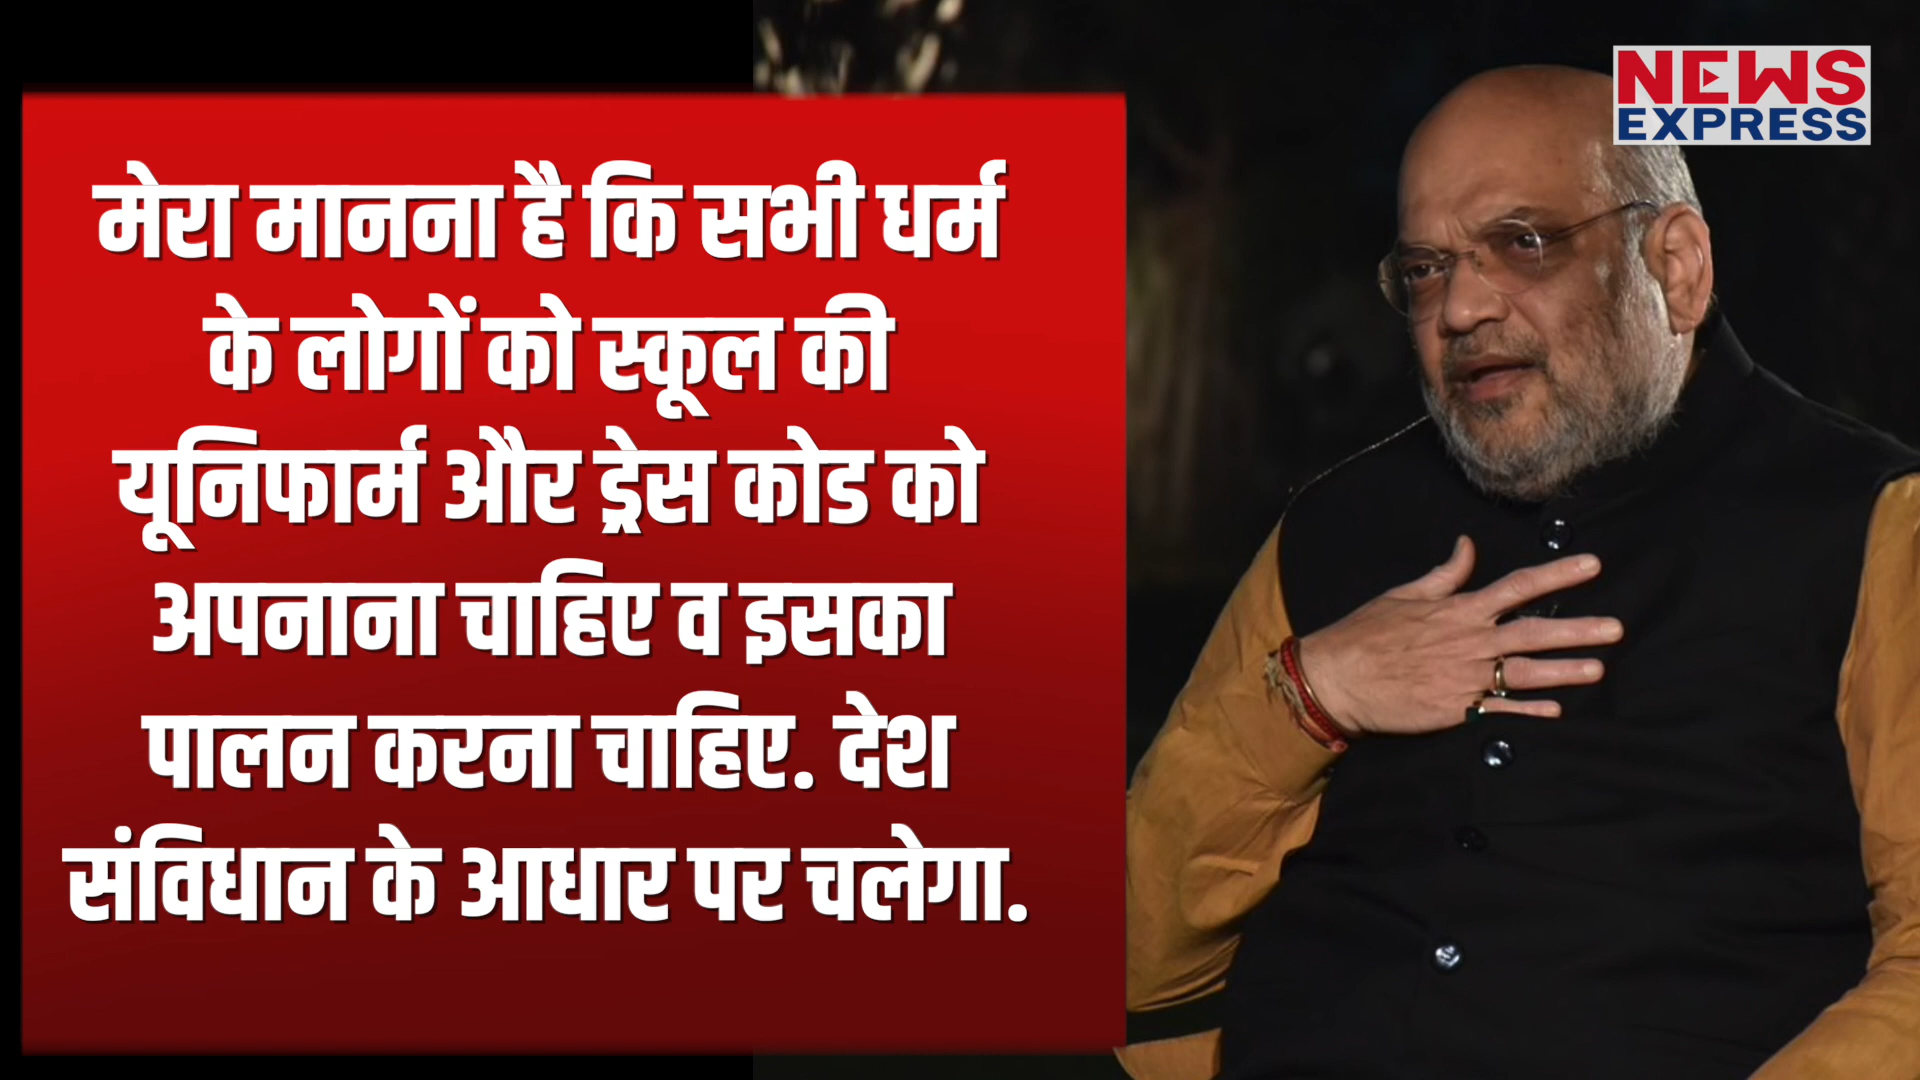 NEWS
EXPRESS
मेरा मानना है कि सभी धर्म
के लोगों को स्कूल की
यूनिफार्म और ड्रेस कोड को
अपनाना चाहिए व इसका
पालन करना चाहिए. देश
संविधान के आधार पर चलेगा.